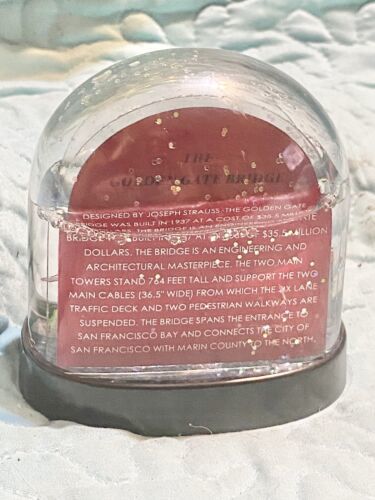 THE
GOLDEN GATE BRIDGE
DESIGNED BY JOSEPH STRAUSS, THE GOLDEN GATE
BRIDGE WAS BUILT IN 1937 AT A COST OF $35.5 MILLION
DOLLARS. THE BRIDGE IS AN ENGINEERING AND
ARCHITECTURAL MASTERPIECE. THE TWO MAIN
TOWERS STAND 764 FEET TALL AND SUPPORT THE TWO
MAIN CABLES (36.5" WIDE) FROM WHICH THE SIX LANE
TRAFFIC DECK AND TWO PEDESTRIAN WALKWAYS ARE
SUSPENDED. THE BRIDGE SPANS THE ENTRANCE TO
SAN FRANCISCO BAY AND CONNECTS THE CITY OF
SAN FRANCISCO WITH MARIN COUNTY TO THE NORTH.